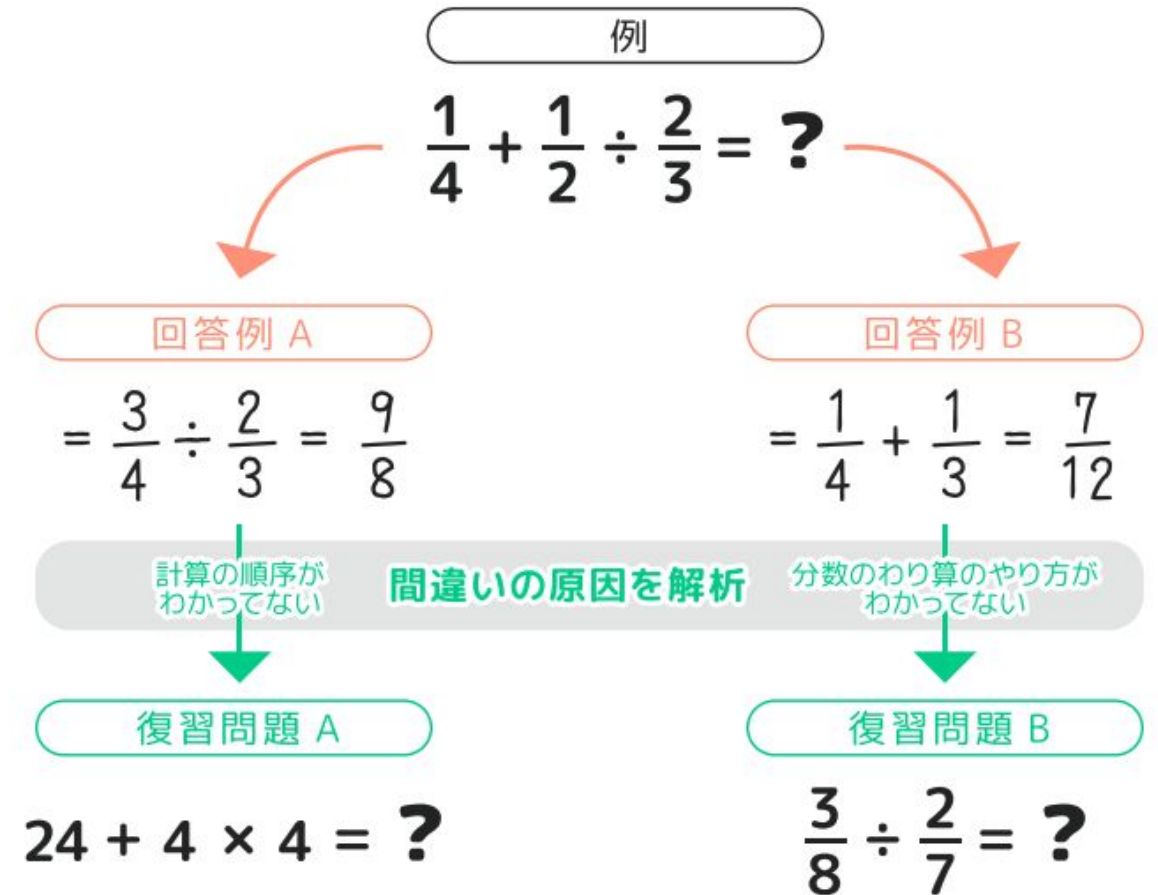 例
1/4 + 1/2 ÷ 2/3 = ?
回答例 A
= 3/4 ÷ 2/3 = 9/8
回答例 B
= 1/4 + 1/3 = 7/12
間違いの原因を解析
計算の順序が
わかってない
分数のわり算のやり方が
わかってない
復習問題 A
24 + 4 × 4 = ?
復習問題 B
3/8 ÷ 2/7 = ?